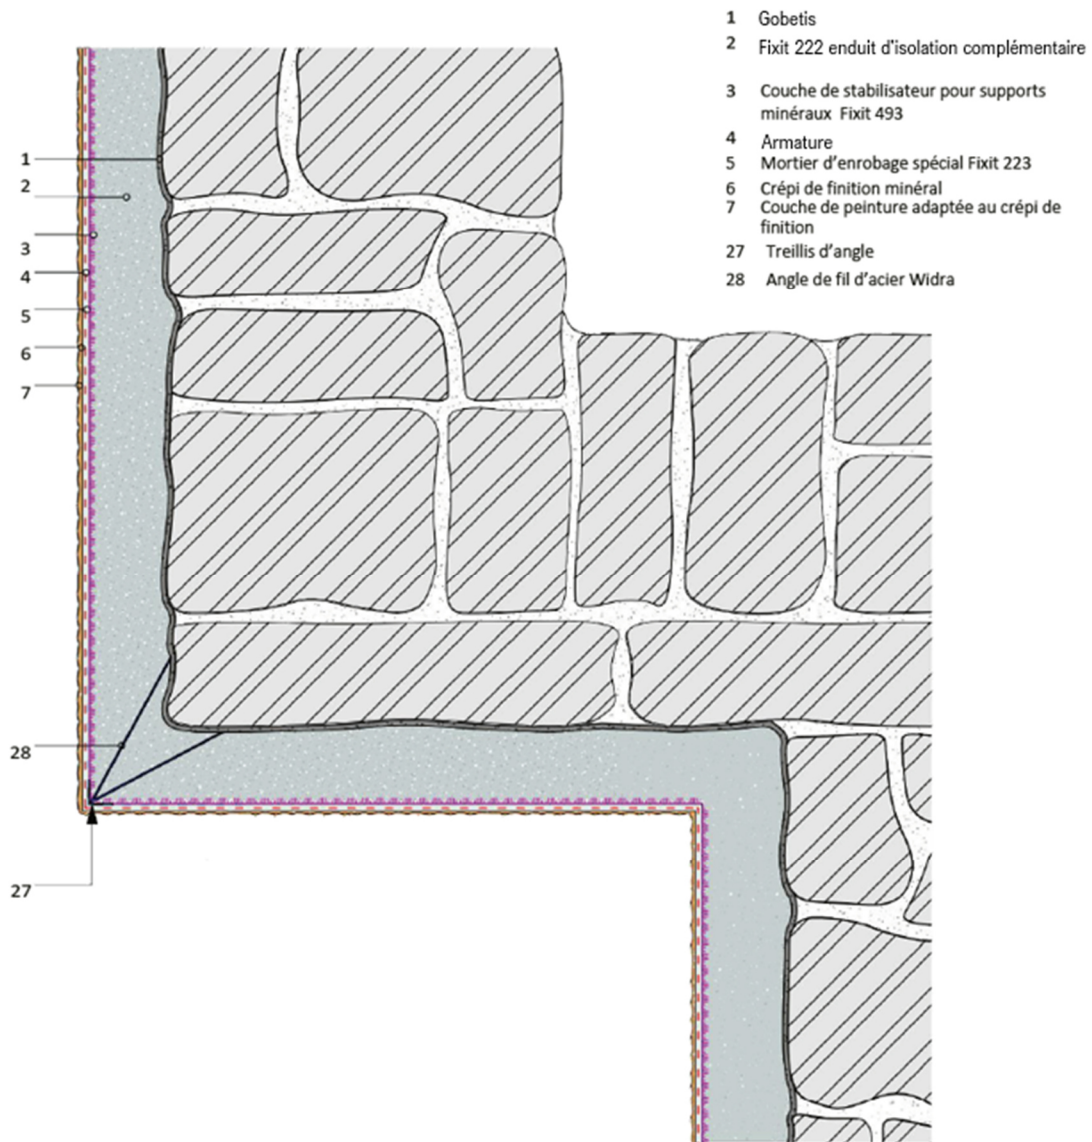 1 Gobetis
2 Fixit 222 enduit d'isolation complémentaire
3 Couche de stabilisateur pour supports
minéraux Fixit 493
4 Armature
5 Mortier d'enrobage spécial Fixit 223
6 Crépi de finition minéral
7 Couche de peinture adaptée au crépi de
finition
27 Treillis d'angle
28 Angle de fil d'acier Widra
1
2
3
4
5
6
7
28
27